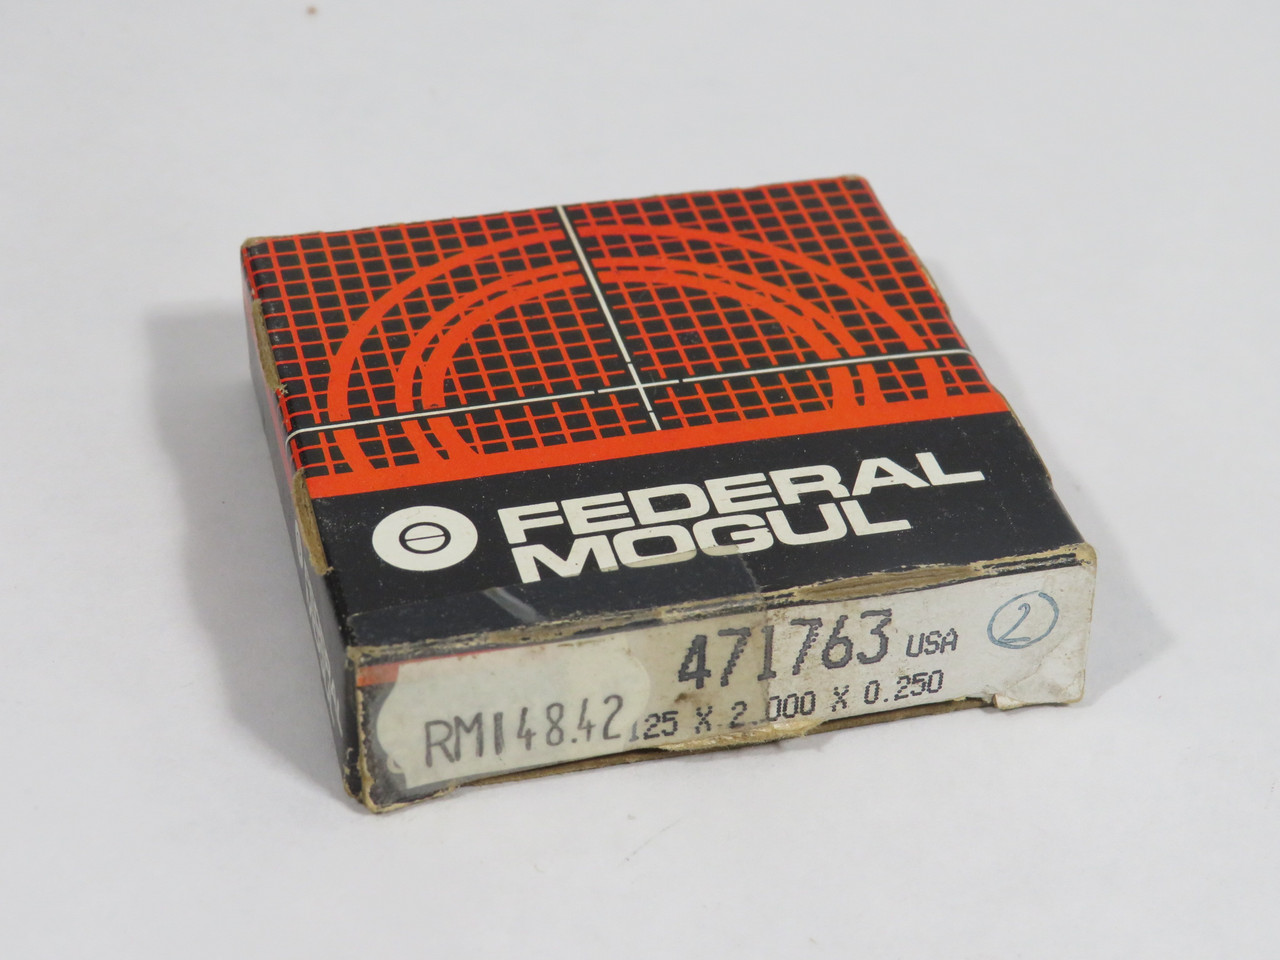 FEDERAL
MOGUL
471763 USA
2
RM148.42
125 X 2.000 X 0.250